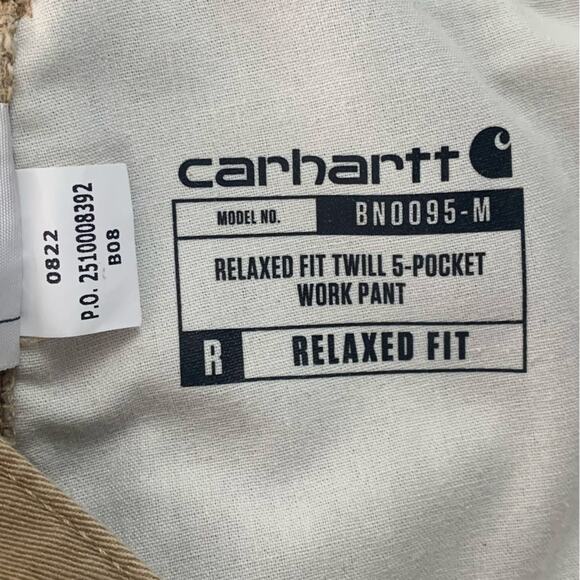 0822
P.O. 2510008392
B08
carhartt
MODEL NO. BN0095-M
RELAXED FIT TWILL 5-POCKET
WORK PANT
R RELAXED FIT